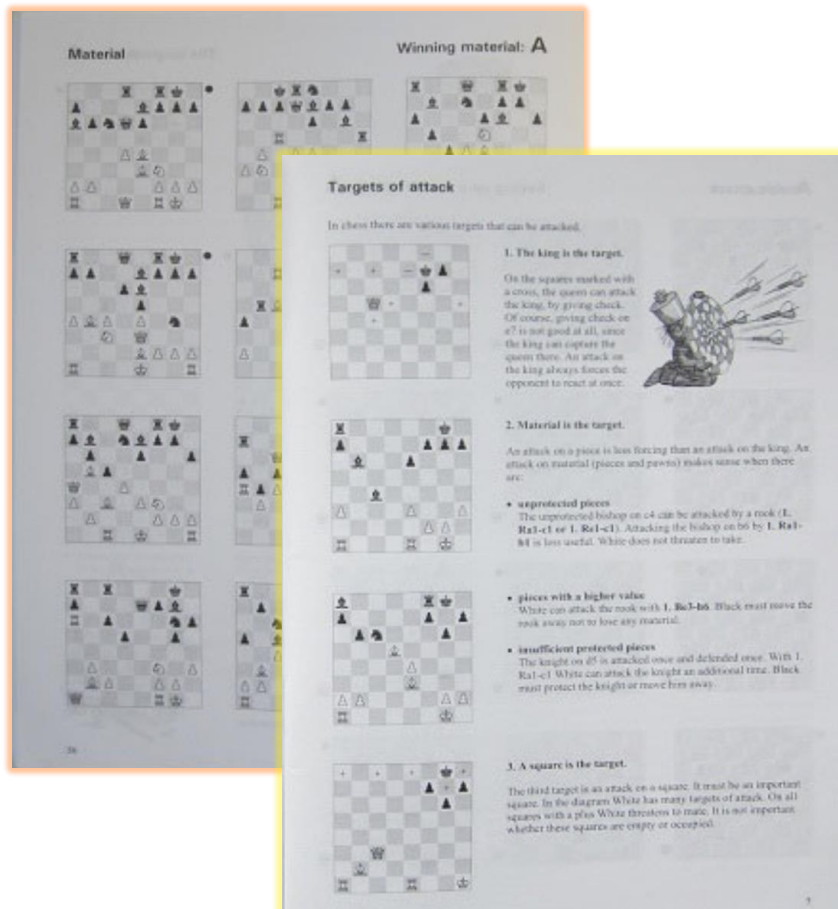 Material
Winning material: A
36
Targets of attack
In chess there are various targets that can be attacked.
1. The king is the target.
On the squares marked with
a cross, the queen can attack
the king, by giving check.
Of course, giving check on
e7 is not good at all, since
the king can capture the
queen there. An attack on
the king always forces the
opponent to react at once.
2. Material is the target.
An attack on a piece is less forcing than an attack on the king. An
attack on material (pieces and pawns) makes sense when there
are:
• unprotected pieces
The unprotected bishop on c4 can be attacked by a rook (1.
Ra1-c1 or 1. Re1-c1). Attacking the bishop on b6 by 1. Ra1-
b1 is less useful. White does not threaten to take.
• pieces with a higher value
White can attack the rook with 1. Be3-h6. Black must move the
rook away not to lose any material.
• insufficient protected pieces
The knight on is attacked once and defended once. With 1.
Ra1-c1 White can attack the knight an additional time. Black
must protect the knight or move him away.
3. A square is the target.
The third target is an attack on a square. It must be an important
square. In the diagram White has many targets of attack. On all
squares with a plus White threatens to mate. It is not important
whether these squares are empty or occupied.